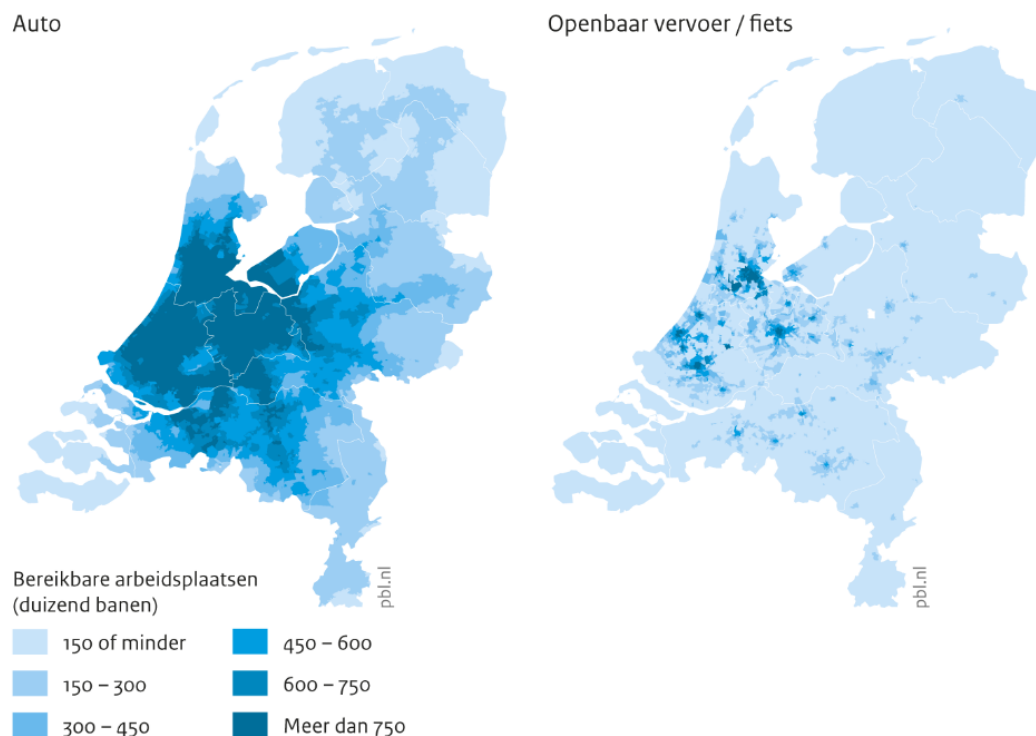 Auto
Openbaar vervoer / fiets
Bereikbare arbeidsplaatsen
(duizend banen)
150 of minder
150 – 300
300 – 450
450 – 600
600 – 750
Meer dan 750
pbl.nl
pbl.nl